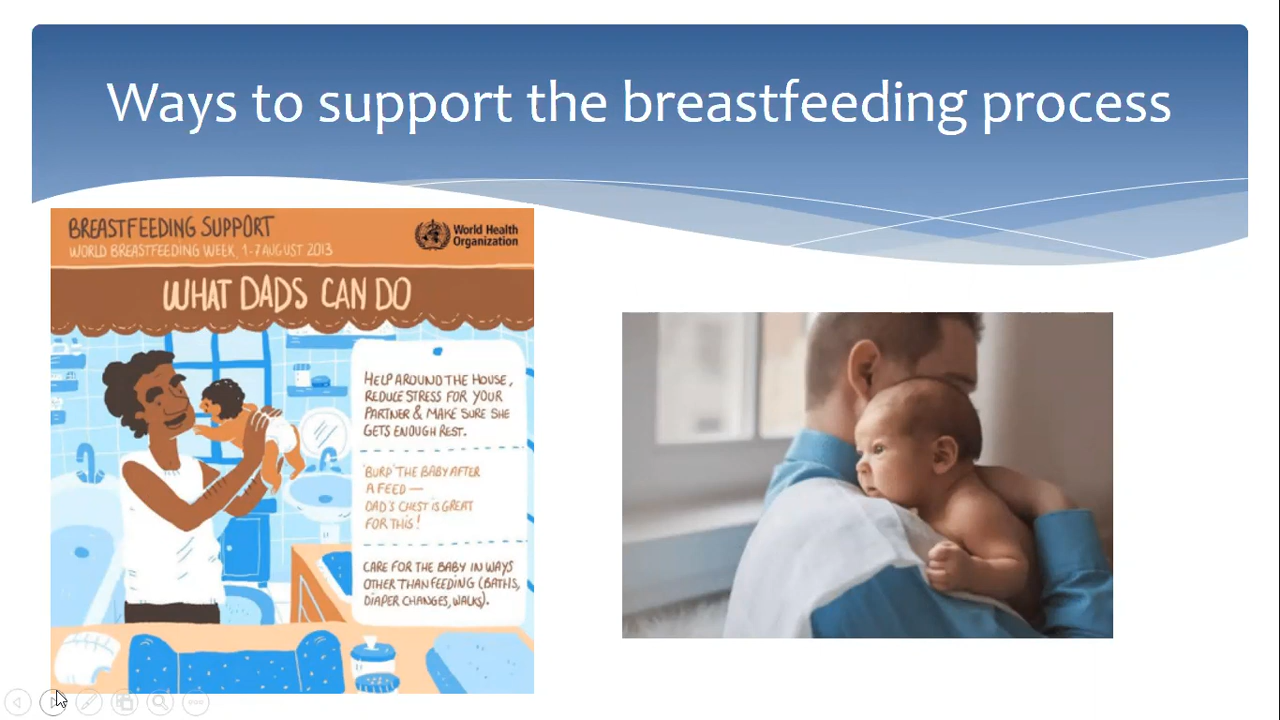 Ways to support the breastfeeding process
BREASTFEEDING SUPPORT
WORLD BREASTFEEDING WEEK, 1-7 AUGUST 2013
World Health
Organization
WHAT DADS CAN DO
HELP AROUND THE HOUSE,
REDUCE STRESS FOR YOUR
PARTNER & MAKE SURE SHE
GETS ENOUGH REST.
'BURP' THE BABY AFTER
A FEED —
DAD'S CHEST IS GREAT
FOR THIS!
CARE FOR THE BABY IN WAYS
OTHER THAN FEEDING (BATHS,
DIAPER CHANGES, WALKS).